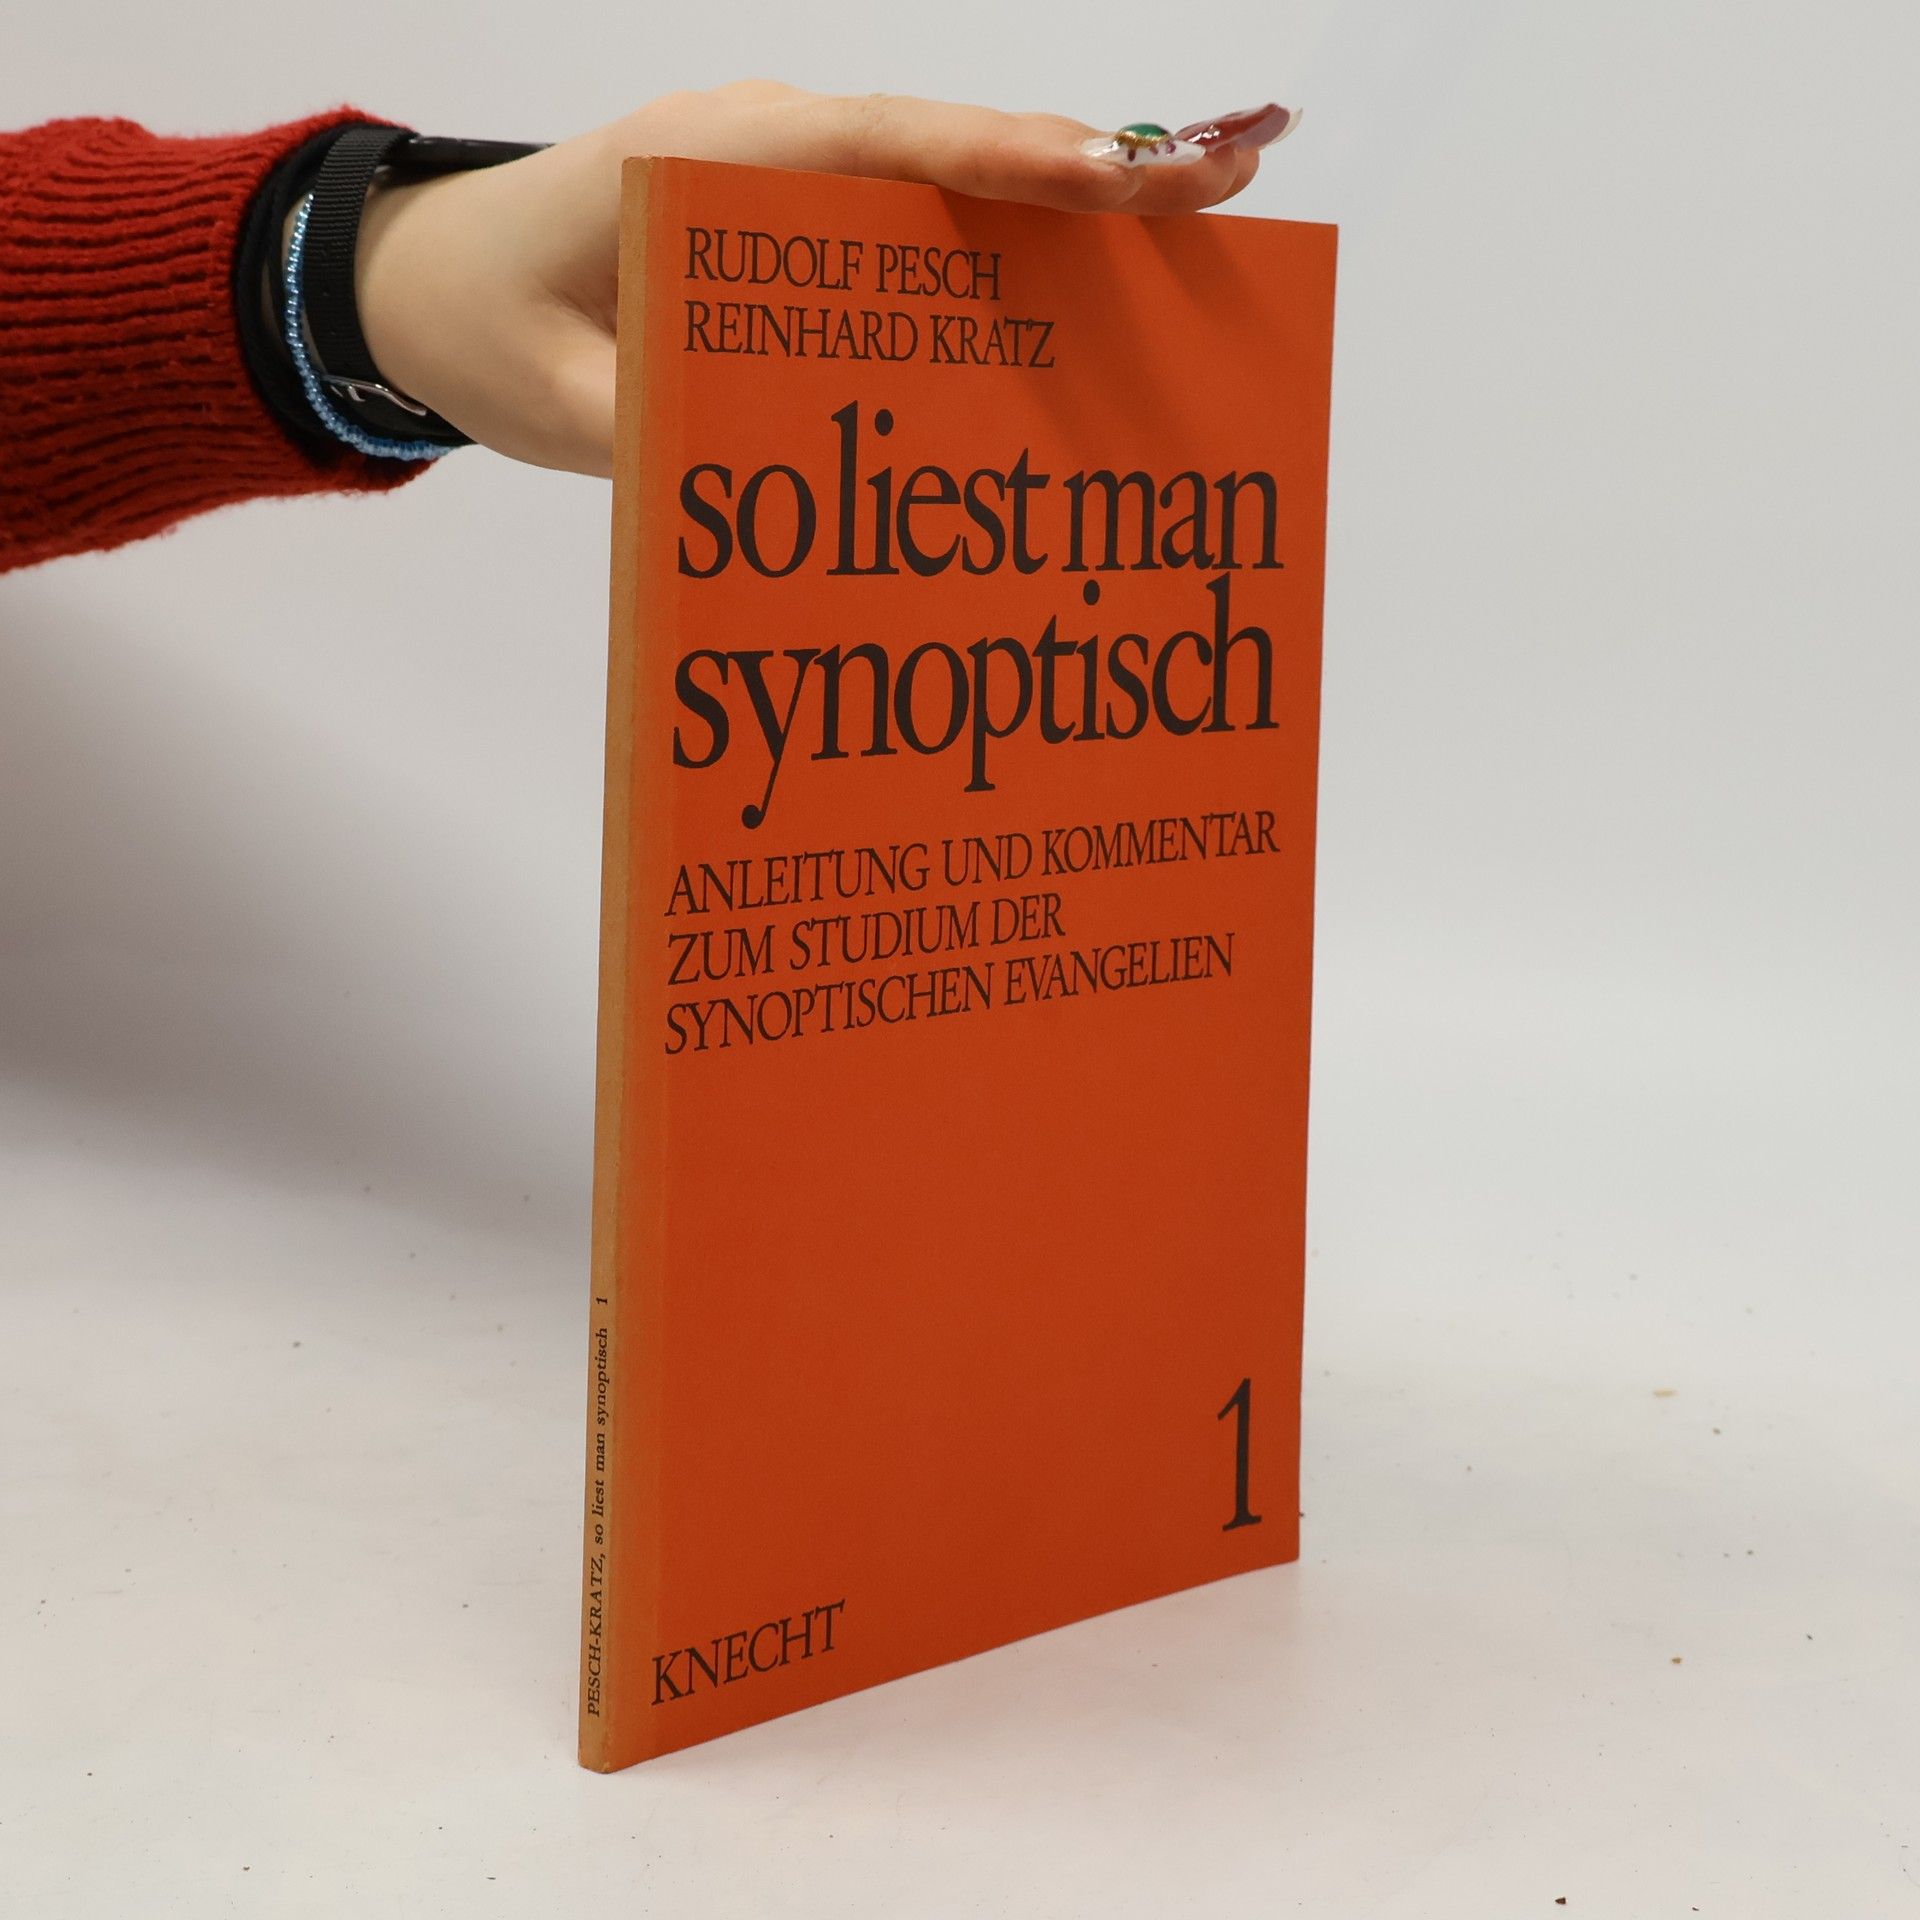 RUDOLF PESCH
REINHARD KRATZ
so liest man
synoptisch
ANLEITUNG UND KOMMENTAR
ZUM STUDIUM DER
SYNOPTISCHEN EVANGELIEN
1
KNECHT
PESCH-KRATZ, so liest man synoptisch 1